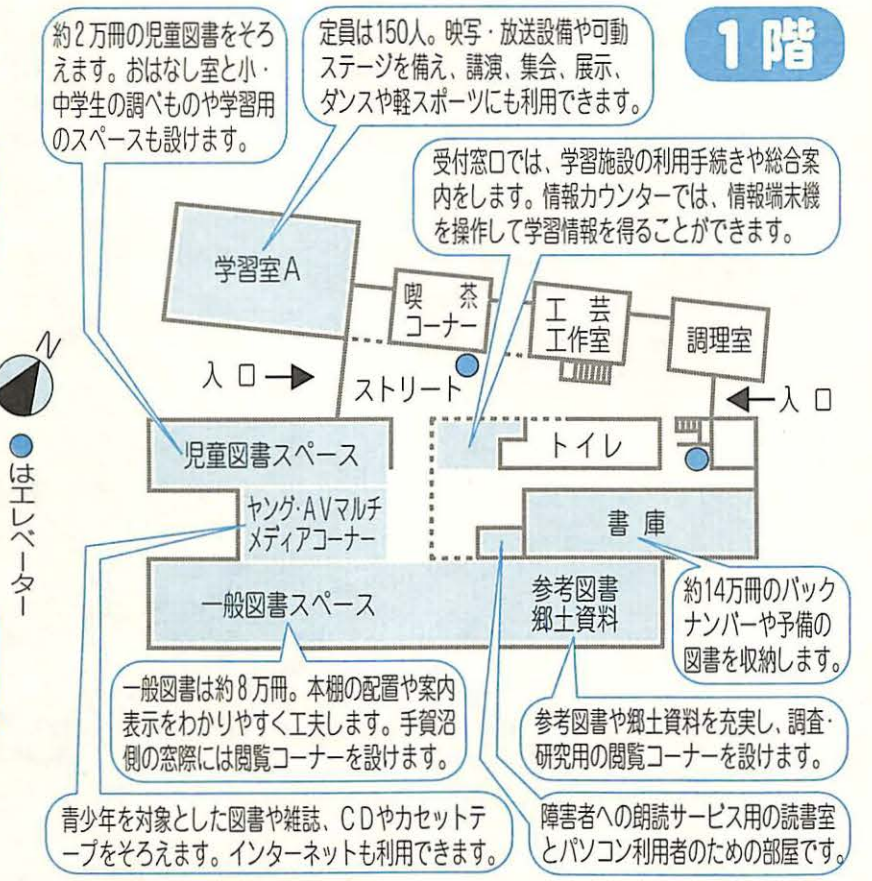 約2万冊の児童図書をそろ
えます。おはなし室と小・
中学生の調べものや学習用
のスペースも設けます。
定員は150人。映写・放送設備や可動
ステージを備え、講演、集会、展示、
ダンスや軽スポーツにも利用できます。
1階
受付窓口では、学習施設の利用手続きや総合案
内をします。情報カウンターでは、情報端末機
を操作して学習情報を得ることができます。
学習室A
喫茶
コーナー
工芸
工作室
調理室
N
入口
ストリート
入口
●はエレベーター
児童図書スペース
トイレ
ヤング・AVマルチ
メディアコーナー
書庫
一般図書スペース
参考図書
郷土資料
約14万冊のバック
ナンバーや予備の
図書を収納します。
一般図書は約8万冊。本棚の配置や案内
表示をわかりやすく工夫します。手賀沼
側の窓際には閲覧コーナーを設けます。
参考図書や郷土資料を充実し、調査・
研究用の閲覧コーナーを設けます。
青少年を対象とした図書や雑誌、CDやカセットテ
ープをそろえます。インターネットも利用できます。
障害者への朗読サービス用の読書室
とパソコン利用者のための部屋です。